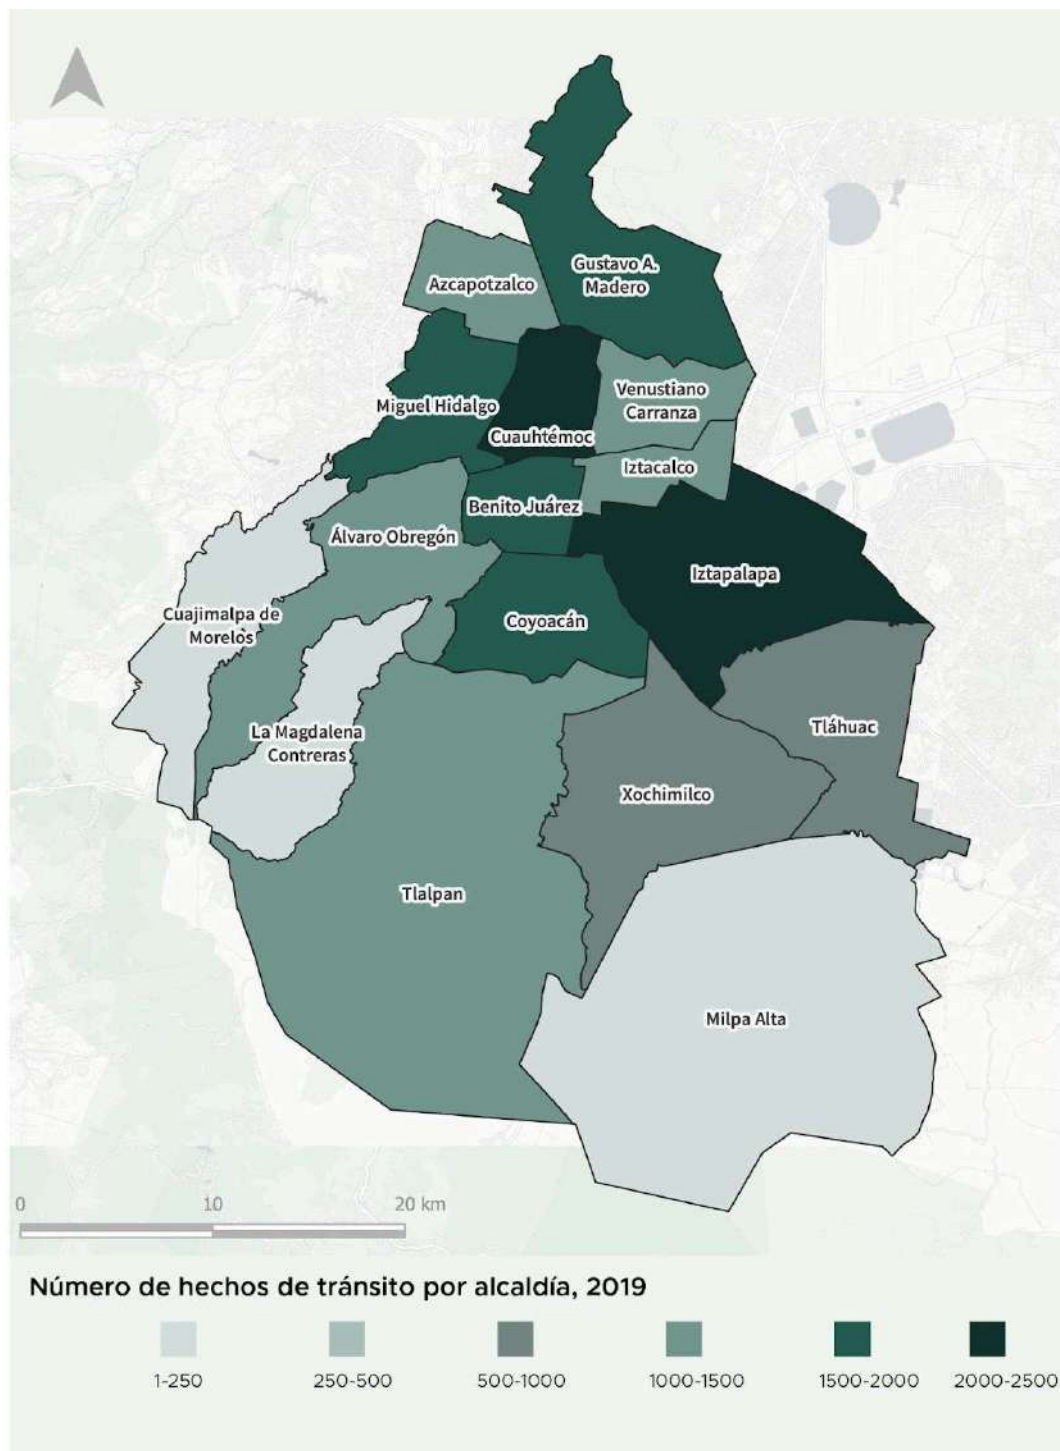 Gustavo A.
Madero
Azcapotzalco
Venustiano
Carranza
Miguel Hidalgo
Cuauhtémoc
Iztacalco
Benito Juárez
Álvaro Obregón
Iztapalapa
Cuajimalpa de
Morelos
Coyoacán
La Magdalena
Contreras
Tláhuac
Xochimilco
Tlalpan
Milpa Alta
0 10 20 km
Número de hechos de tránsito por alcaldía, 2019
1-250 250-500 500-1000 1000-1500 1500-2000 2000-2500